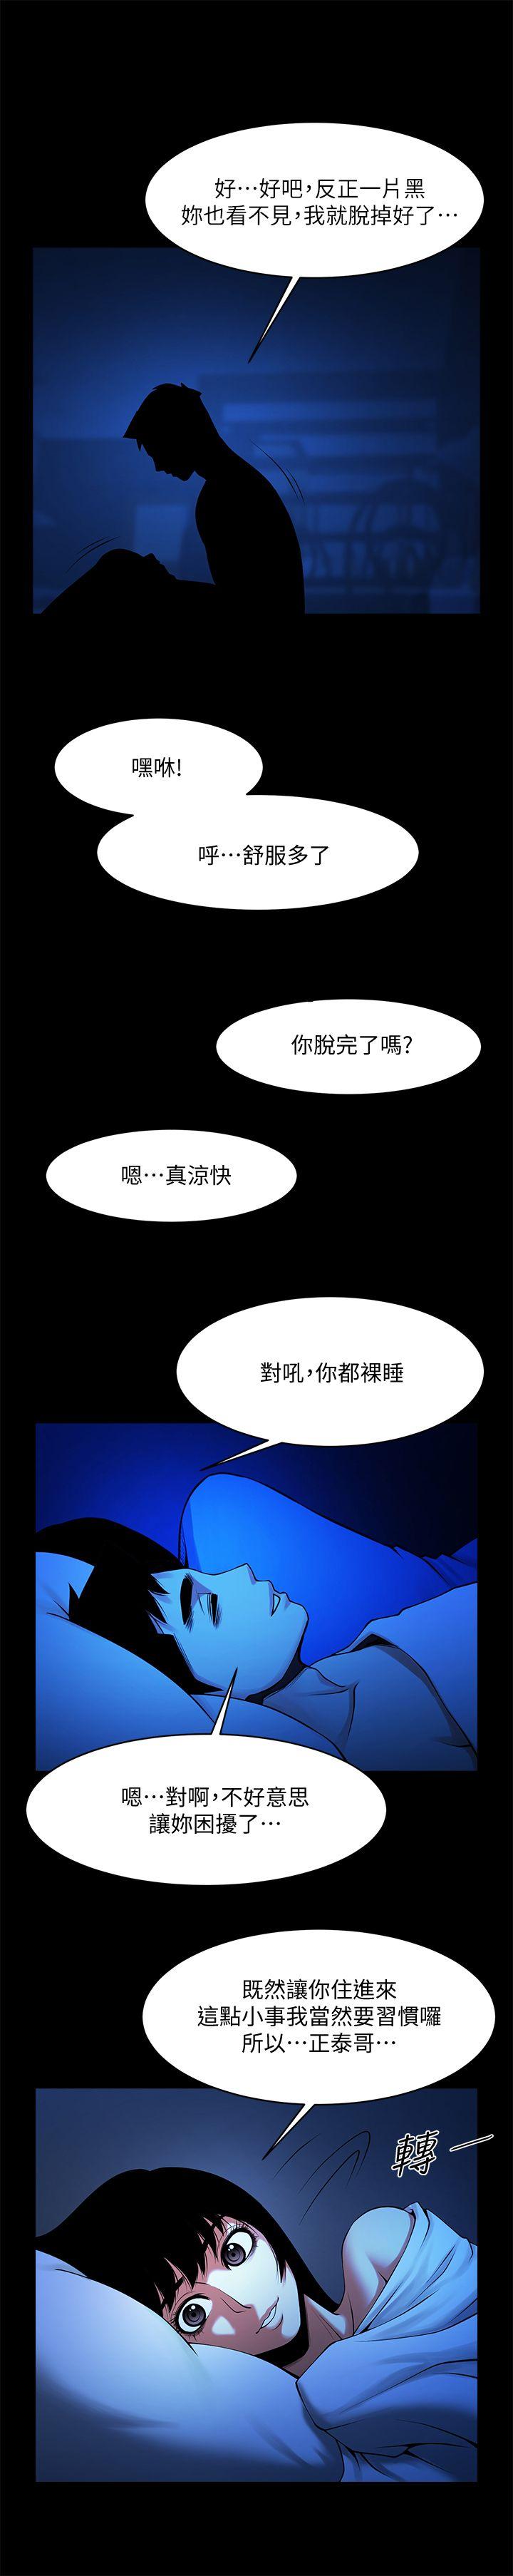 好⋯好吧，反正一片黑
妳也看不見，我就脫掉好了⋯
嘿咻！
呼⋯舒服多了
你脫完了嗎？
嗯⋯真涼快
對吼，你都裸睡
嗯⋯對啊，不好意思
讓妳困擾了⋯
既然讓你住進來
這點小事我當然要習慣囉
所以⋯正泰哥⋯
轉